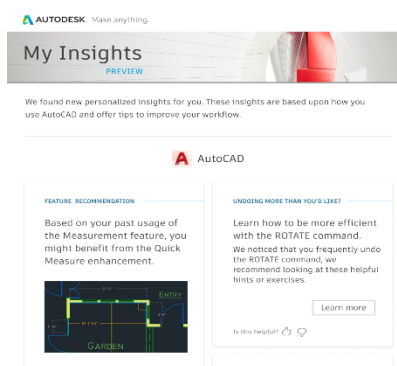 AUTODESK. Make anything.
My Insights
PREVIEW
We found new personalized insights for you. These insights are based upon how you
use AutoCAD and offer tips to improve your workflow.
AutoCAD
FEATURE RECOMMENDATION
Based on your past usage of
the Measurement feature, you
might benefit from the Quick
Measure enhancement.
ENTRY
GARDEN
UNDOING MORE THAN YOU'D LIKE?
Learn how to be more efficient
with the ROTATE command.
We noticed that you frequently undo
the ROTATE command, we
recommend looking at these helpful
hints or exercises.
Learn more
Is this helpful?